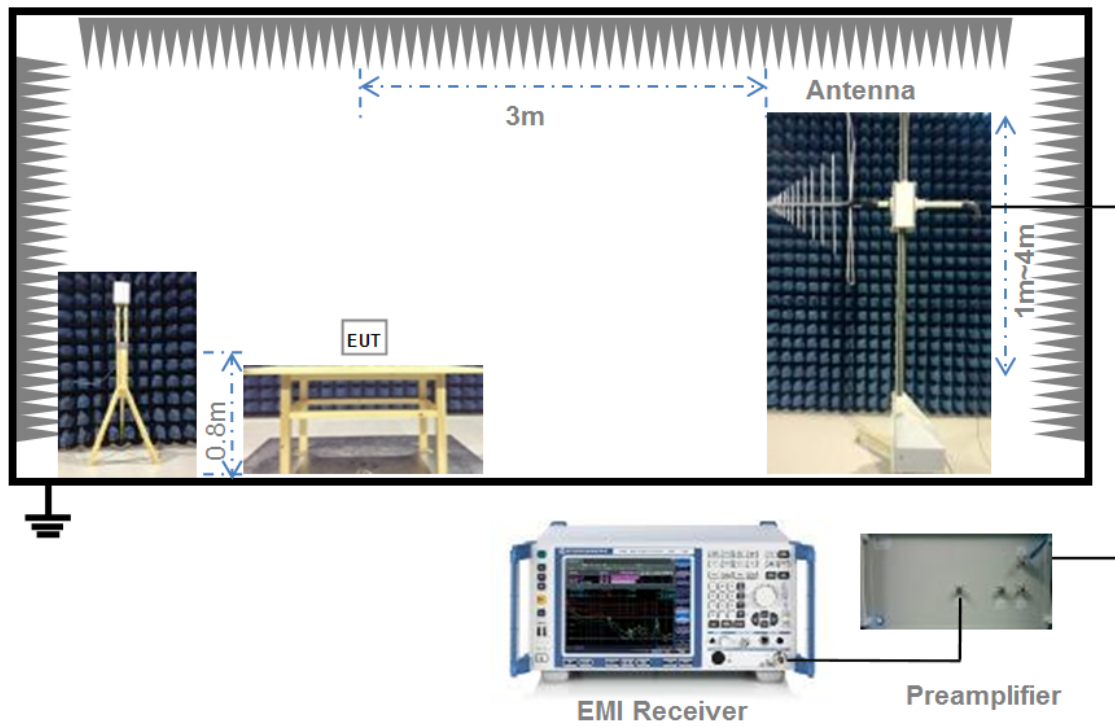 Antenna
3m
1m~4m
EUT
0.8m
EMI Receiver
Preamplifier